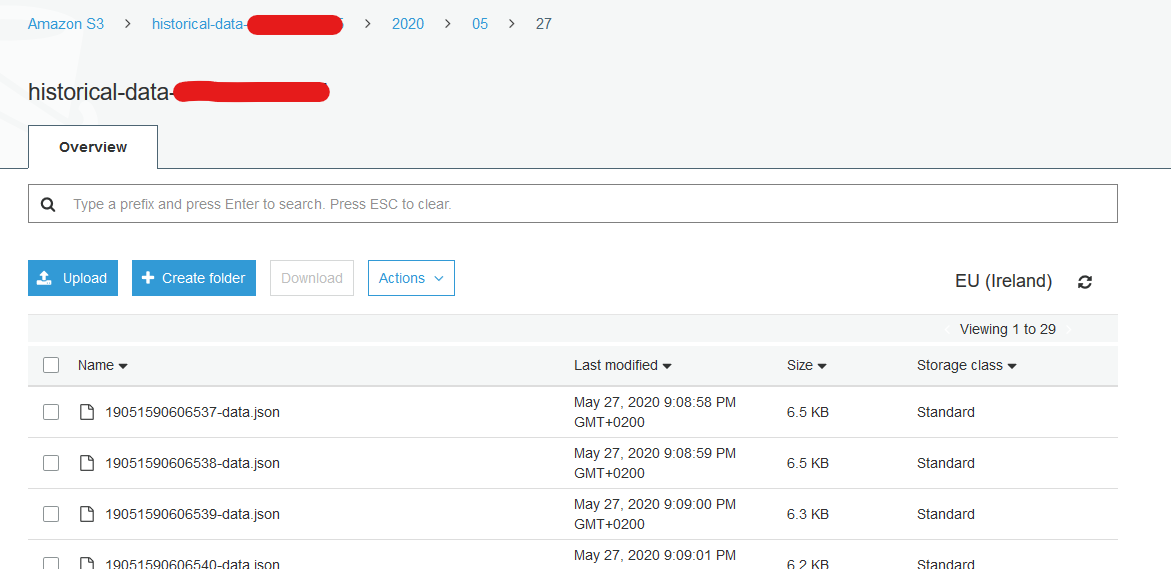 Amazon S3 > historical-data- > 2020 > 05 > 27
historical-data-
Overview
Type a prefix and press Enter to search. Press ESC to clear.
Upload Create folder Download Actions EU (Ireland)
Viewing 1 to 29
Name Last modified Size Storage class
19051590606537-data.json May 27, 2020 9:08:58 PM 6.5 KB Standard
GMT+0200
19051590606538-data.json May 27, 2020 9:08:59 PM 6.5 KB Standard
GMT+0200
19051590606539-data.json May 27, 2020 9:09:00 PM 6.3 KB Standard
GMT+0200
19051590606540-data.json May 27, 2020 9:09:01 PM 6.2 KB Standard